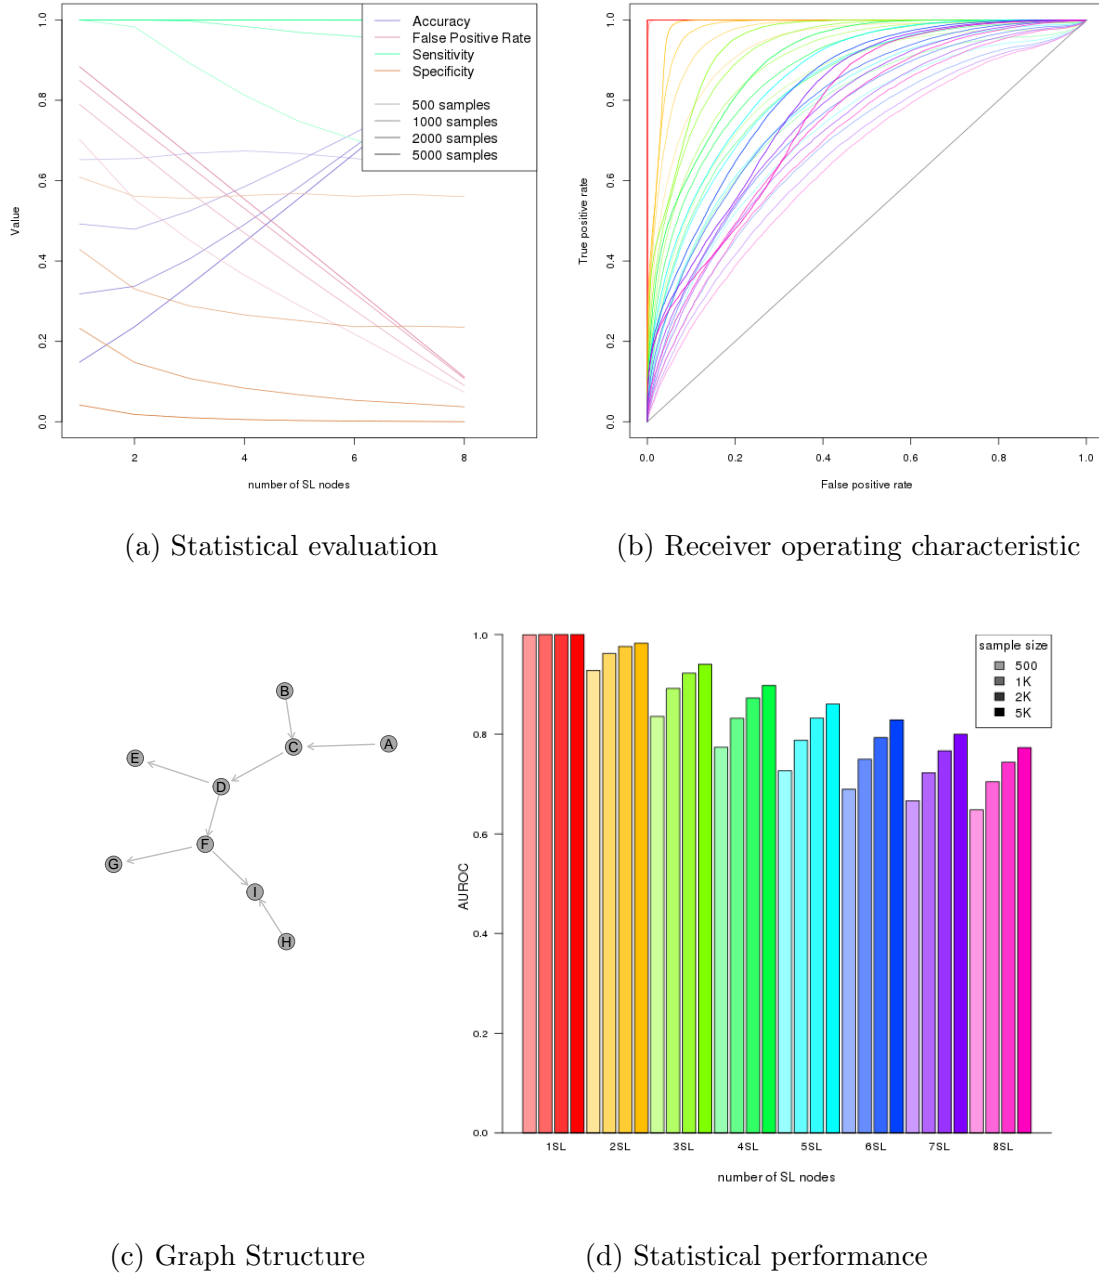 Accuracy
False Positive Rate
Sensitivity
Specificity
500 samples
1000 samples
2000 samples
5000 samples
1.0
0.8
0.6
0.4
0.2
0.0
Value
2
4
6
8
number of SL nodes
(a) Statistical evaluation
1.0
0.8
0.6
0.4
0.2
0.0
True positive rate
0.0
0.2
0.4
0.6
0.8
1.0
False positive rate
(b) Receiver operating characteristic
B
C
A
E
D
F
G
I
H
(c) Graph Structure
sample size
500
1K
2K
5K
1.0
0.8
0.6
0.4
0.2
0.0
AUROC
1SL
2SL
3SL
4SL
5SL
6SL
7SL
8SL
number of SL nodes
(d) Statistical performance